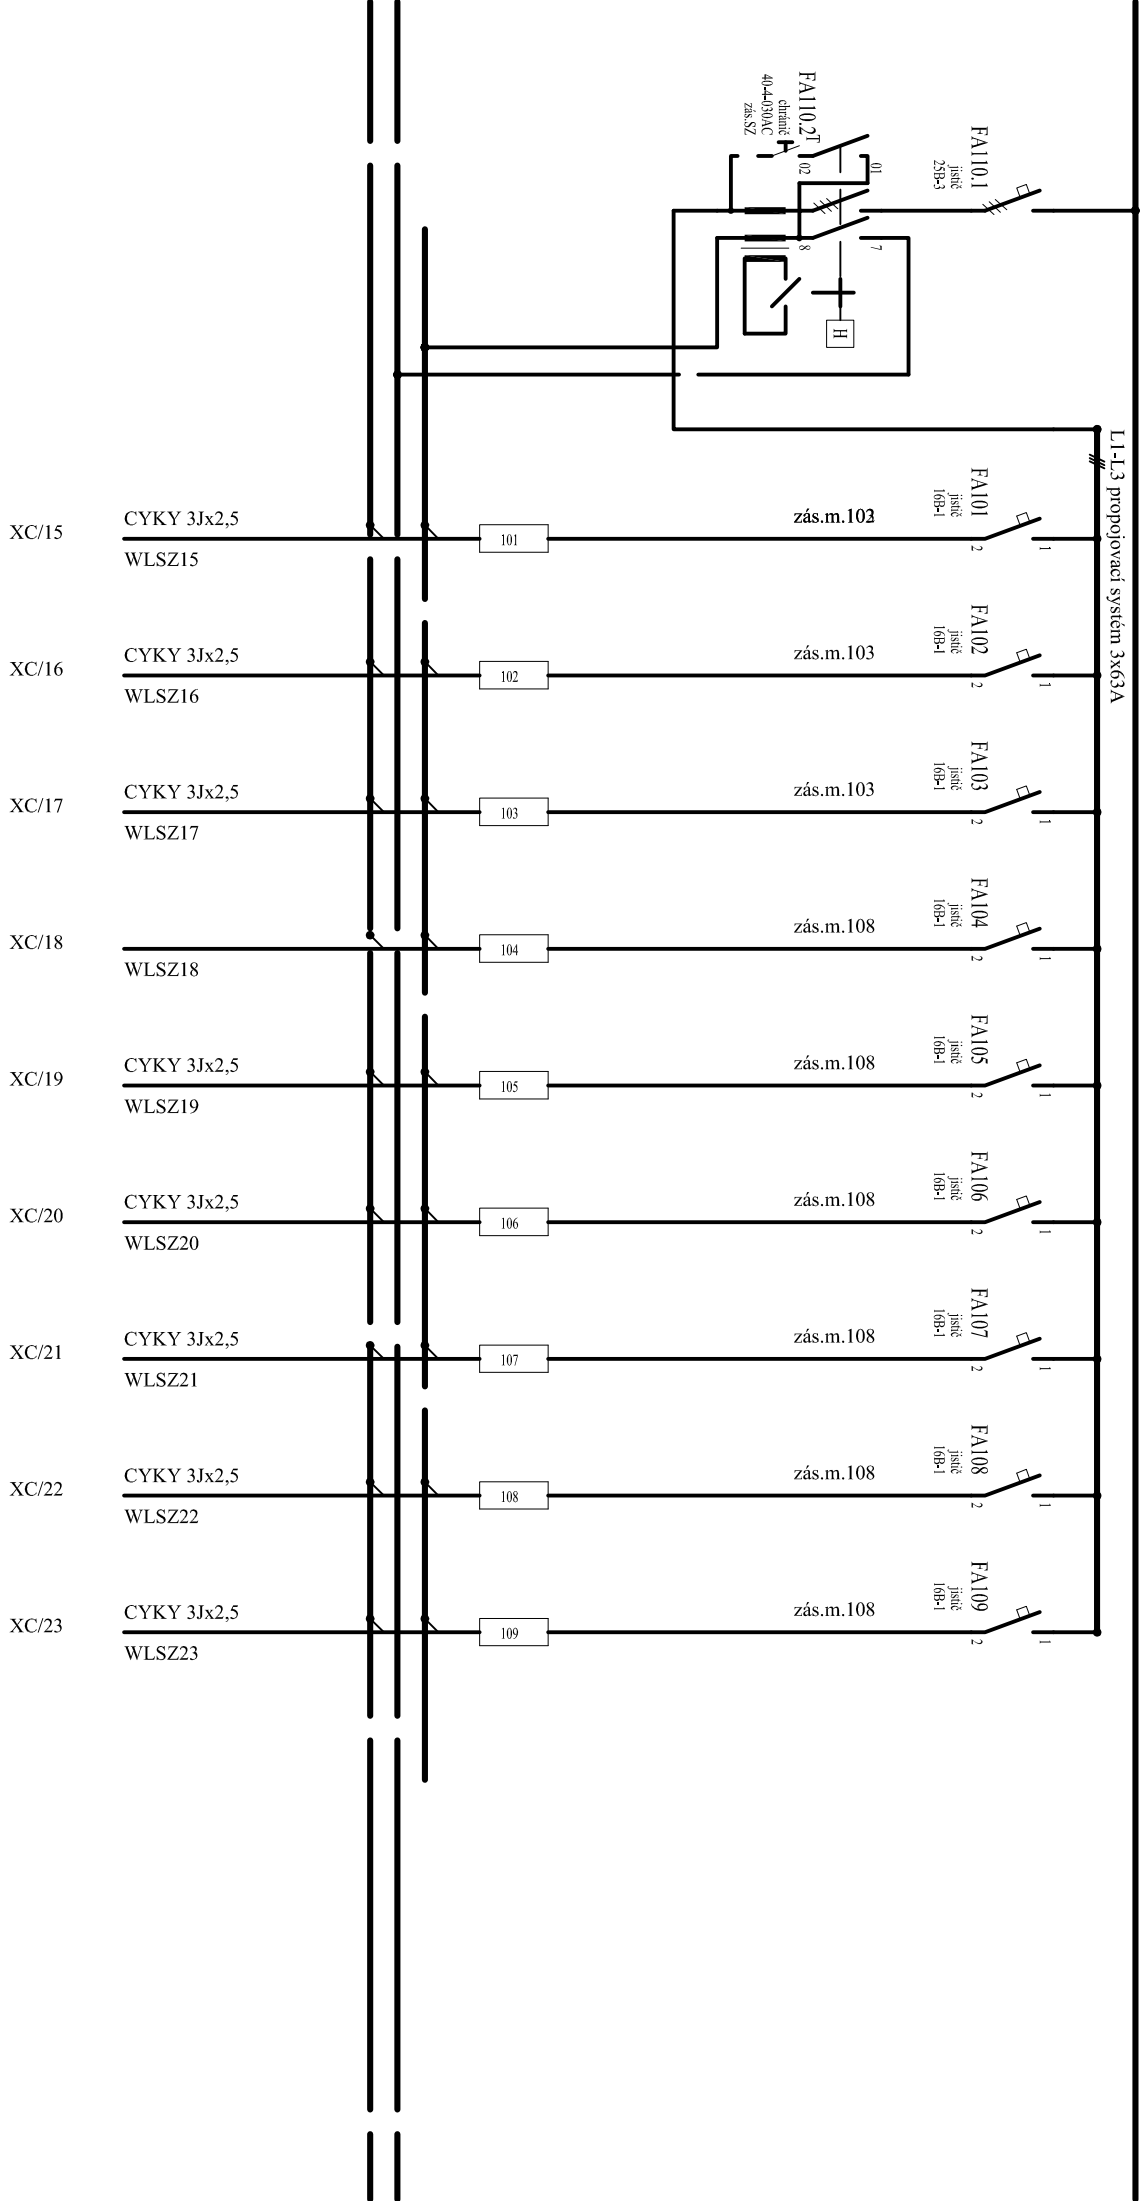 FA110.2
chránič
40-4-030AC
zás.SZ
T
01
02
7
8
H
FA110.1
jistič
25B-3
L1-L3 propojovací systém 3x63A
XC/15
CYKY 3Jx2,5
WLSZ15
101
FA101
jistič
16B-1
2
1
XC/16
CYKY 3Jx2,5
WLSZ16
102
zás.m.103
FA102
jistič
16B-1
2
1
XC/17
CYKY 3Jx2,5
WLSZ17
103
zás.m.103
FA103
jistič
16B-1
2
1
XC/18
WLSZ18
104
zás.m.108
FA104
jistič
16B-1
2
1
XC/19
CYKY 3Jx2,5
WLSZ19
105
zás.m.108
FA105
jistič
16B-1
2
1
XC/20
CYKY 3Jx2,5
WLSZ20
106
zás.m.108
FA106
jistič
16B-1
2
1
XC/21
CYKY 3Jx2,5
WLSZ21
107
zás.m.108
FA107
jistič
16B-1
2
1
XC/22
CYKY 3Jx2,5
WLSZ22
108
zás.m.108
FA108
jistič
16B-1
2
1
XC/23
CYKY 3Jx2,5
WLSZ23
109
zás.m.108
FA109
jistič
16B-1
2
1